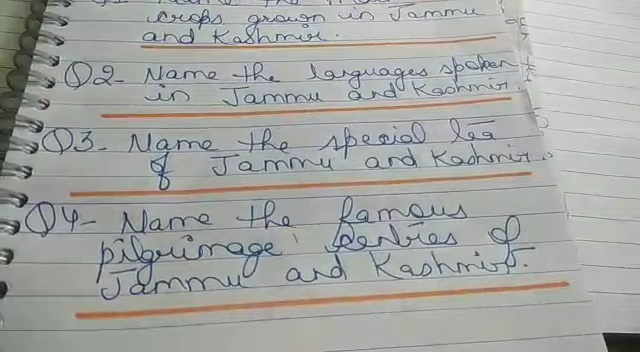 crops grown in Jammu
and Kashmir.
Q2- Name the languages spoken
in Jammu and Kashmir.
Q3. Name the special tea
of Jammu and Kashmir.
Q4- Name the famous
pilgrimage centres of
Jammu and Kashmir.